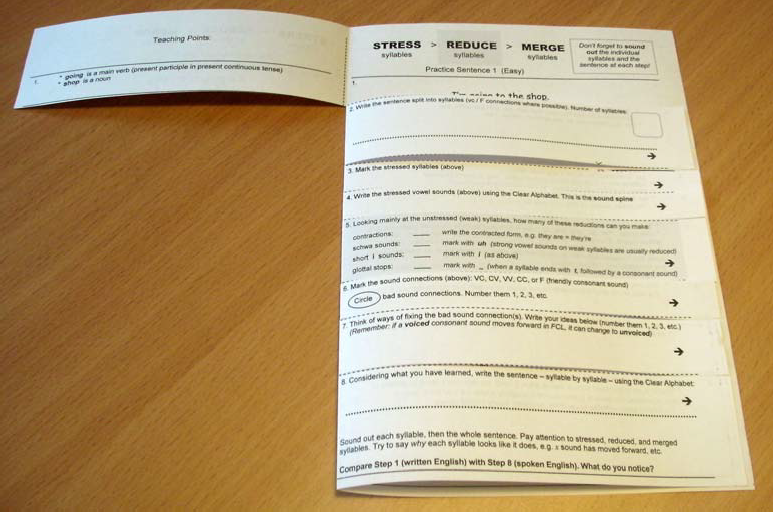 Teaching Points:
1. * going is a main verb (present participle in present continuous tense)
* shop is a noun
STRESS > REDUCE > MERGE
syllables syllables syllables
Don't forget to sound
out the individual
syllables and the
sentence at each step!
Practice Sentence 1 (Easy)
1.
I'm going to the shop.
2. Write the sentence split into syllables (vc / F connections where possible). Number of syllables:
3. Mark the stressed syllables (above)
4. Write the stressed vowel sounds (above) using the Clear Alphabet. This is the sound spine
5. Looking mainly at the unstressed (weak) syllables, how many of these reductions can you make:
contractions: ____ write the contracted form, e.g. they are = they're
schwa sounds: ____ mark with uh (strong vowel sounds on weak syllables are usually reduced)
short i sounds: ____ mark with i (as above)
glottal stops: ____ mark with _ (when a syllable ends with t, followed by a consonant sound)
6. Mark the sound connections (above): VC, CV, VV, CC, or F (friendly consonant sound)
Circle bad sound connections. Number them 1, 2, 3, etc.
7. Think of ways of fixing the bad sound connection(s). Write your ideas below (number them 1, 2, 3, etc.)
(Remember: if a voiced consonant sound moves forward in FCL, it can change to unvoiced)
8. Considering what you have learned, write the sentence – syllable by syllable – using the Clear Alphabet:
Sound out each syllable, then the whole sentence. Pay attention to stressed, reduced, and merged
syllables. Try to say why each syllable looks like it does, e.g. s sound has moved forward, etc.
Compare Step 1 (written English) with Step 8 (spoken English). What do you notice?